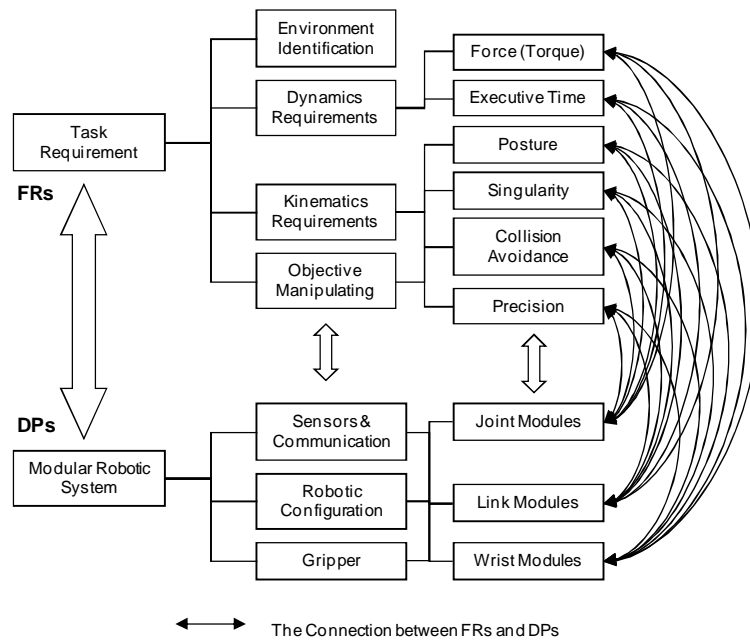 Environment
Identification
Force (Torque)
Dynamics
Requirements
Executive Time
Task
Requirement
Posture
FRs
Kinematics
Requirements
Singularity
Collision
Avoidance
Objective
Manipulating
Precision
DPs
Sensors &
Communication
Joint Modules
Modular Robotic
System
Robotic
Configuration
Link Modules
Gripper
Wrist Modules
The Connection between FRs and DPs